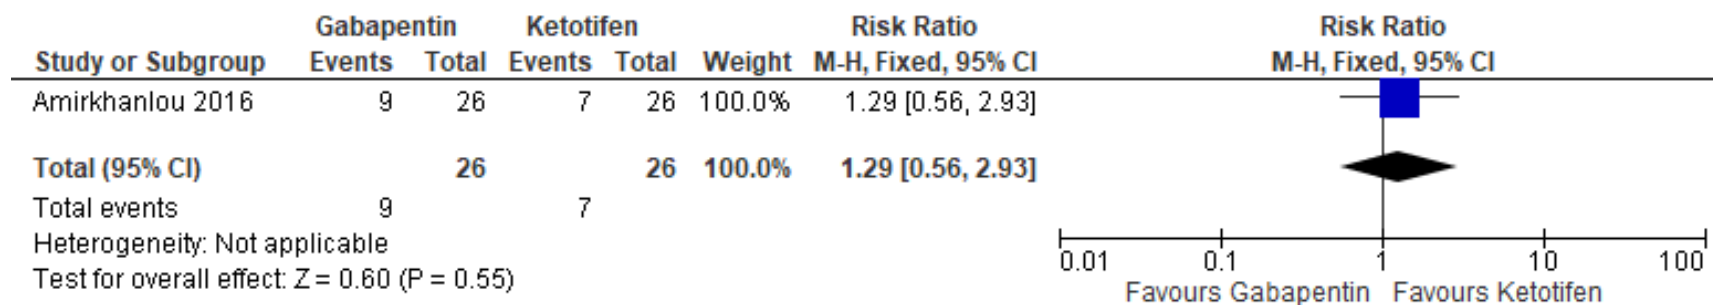 Gabapentin Ketotifen Risk Ratio Risk Ratio
Study or Subgroup Events Total Events Total Weight M-H, Fixed, 95% CI M-H, Fixed, 95% CI
Amirkhanlou 2016 9 26 7 26 100.0% 1.29 [0.56, 2.93]
Total (95% CI) 26 26 100.0% 1.29 [0.56, 2.93]
Total events 9 7
Heterogeneity: Not applicable
Test for overall effect: Z = 0.60 (P = 0.55)
0.01 0.1 1 10 100
Favours Gabapentin Favours Ketotifen